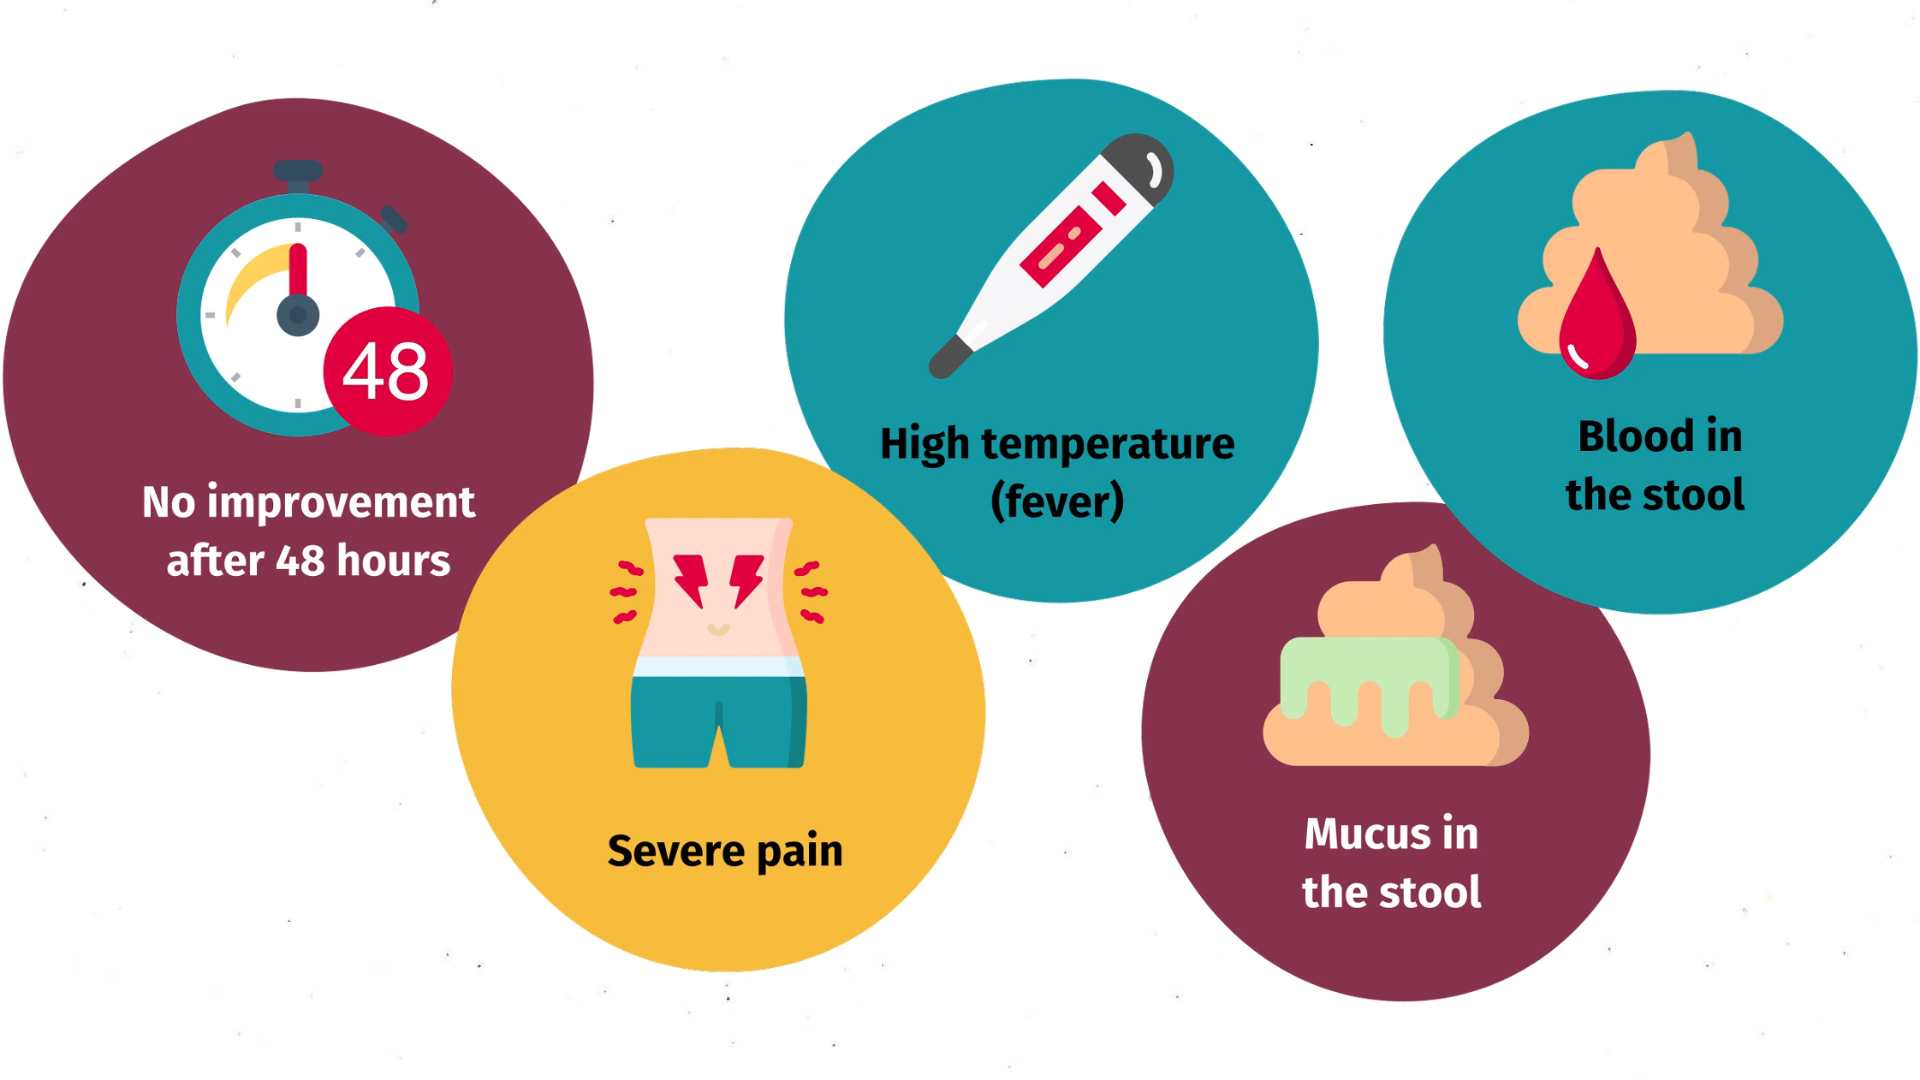 48
No improvement
after 48 hours
Severe pain
High temperature
(fever)
Mucus in
the stool
Blood in
the stool